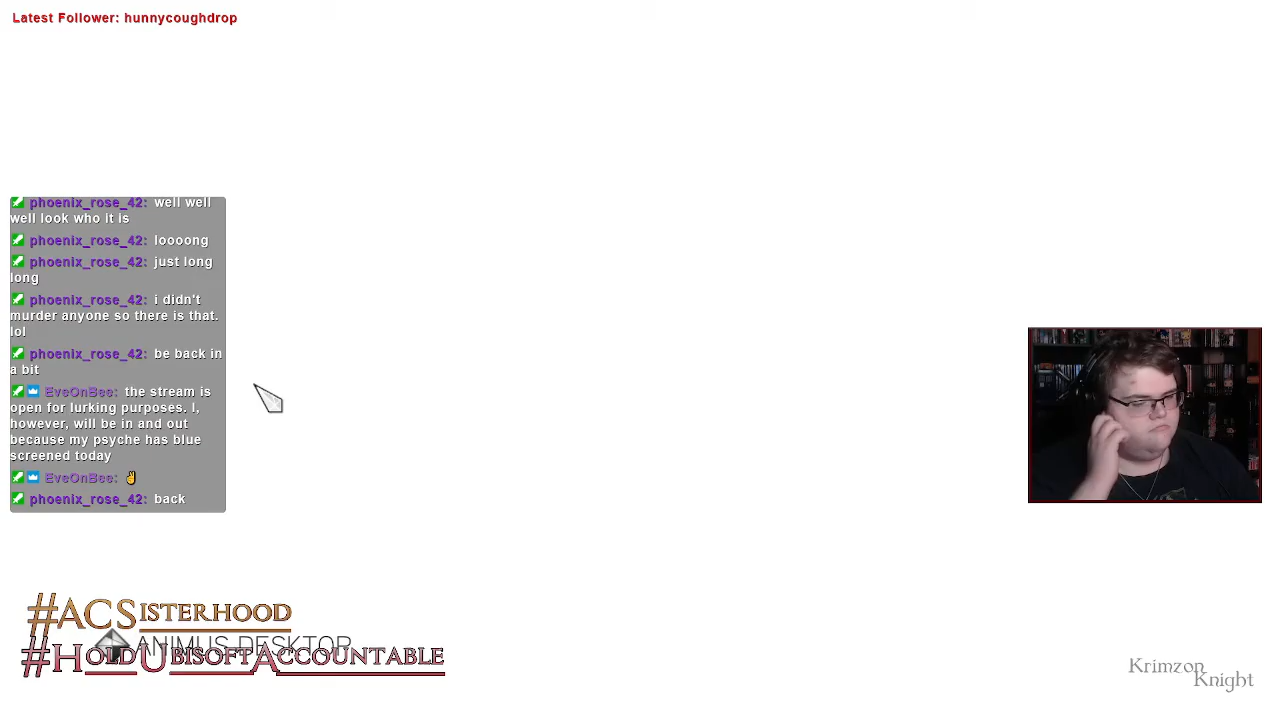 Latest Follower: hunnycoughdrop
phoenix_rose_42: well well
well look who it is
phoenix_rose_42: loooong
phoenix_rose_42: just long
long
phoenix_rose_42: i didn't
murder anyone so there is that.
lol
phoenix_rose_42: be back in
a bit
EveOnBee: the stream is
open for lurking purposes. I,
however, will be in and out
because my psyche has blue
screened today
EveOnBee: ✌
phoenix_rose_42: back
#ACSISTERHOOD
ANIMUS DESKTOP
#HOLDUBISOFTACCOUNTABLE
Krimzon
Knight